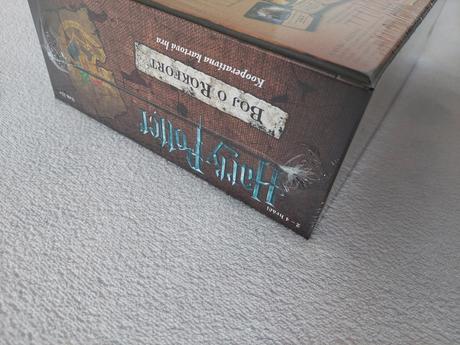 2 – 4 hráči
Harry Potter
BOJ O ROKFORT
Kooperatívna kartová hra